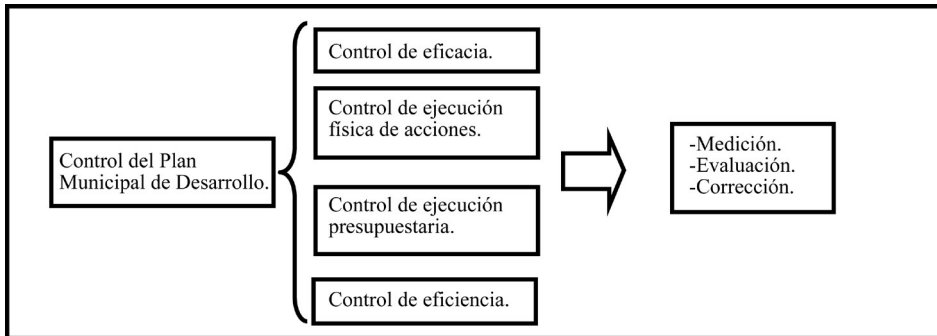 Control del Plan
Municipal de Desarrollo.
Control de eficacia.
Control de ejecución
física de acciones.
Control de ejecución
presupuestaria.
Control de eficiencia.
-Medición.
-Evaluación.
-Corrección.